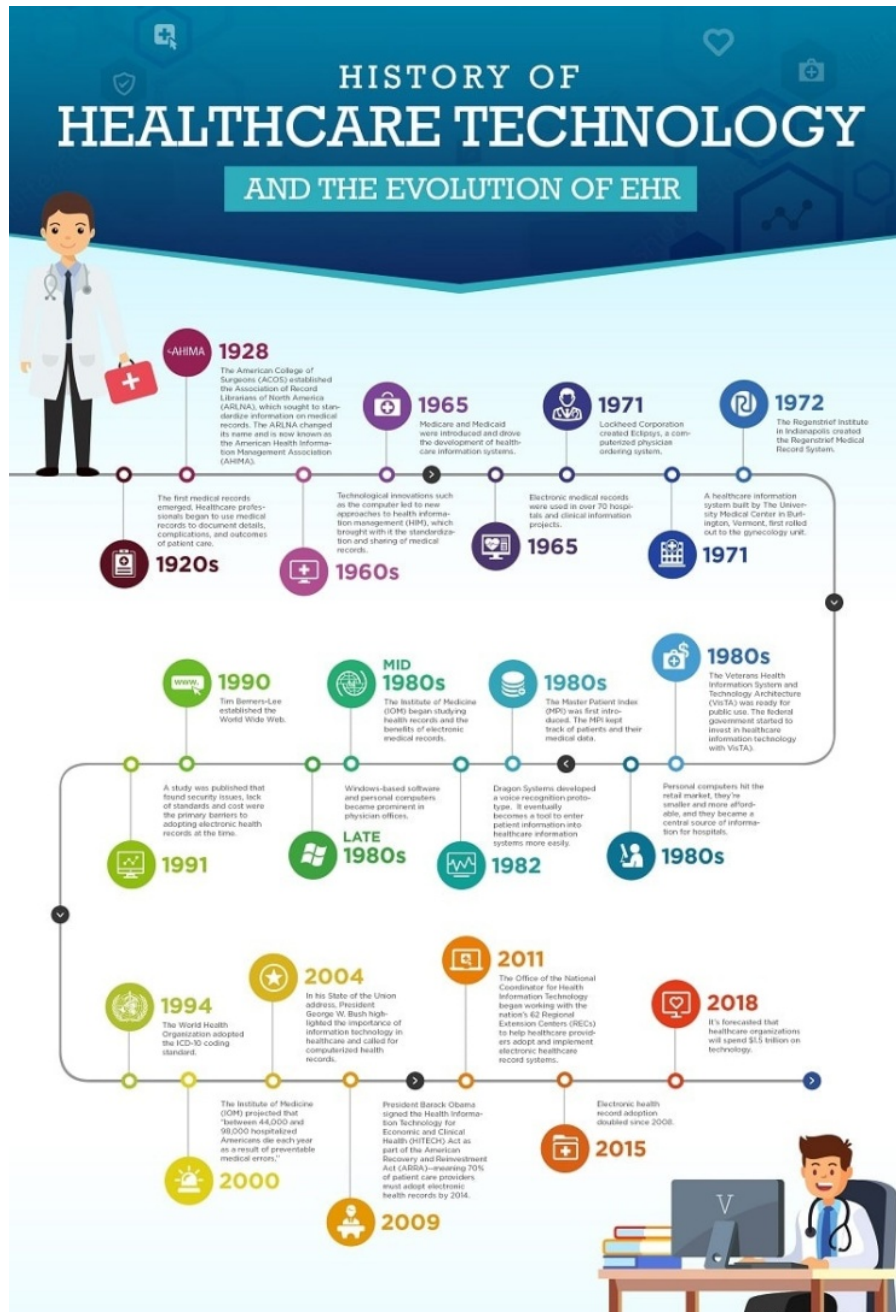 HISTORY OF
HEALTHCARE TECHNOLOGY
AND THE EVOLUTION OF EHR
AHIMA
1928
The American College of
Surgeons (ACOS) established
the Association of Record
Librarians of North America
(ARLNA), which sought to stan-
dardize information on medical
records. The ARLNA changed
its name and is now known as
the American Health Informa-
tion Management Association
(AHIMA).
1965
Medicare and Medicaid
were introduced and drove
the development of health-
care information systems.
1971
Lockheed Corporation
created Eclipsys, a com-
puterized physician
ordering system.
1972
The Regenstrief Institute
in Indianapolis created
the Regenstrief Medical
Record System.
The first medical records
emerged. Healthcare profes-
sionals began to use medical
records to document details,
complications, and outcomes
of patient care.
1920s
Technological innovations such
as the computer led to new
approaches to health informa-
tion management (HIM), which
brought with it the standardiza-
tion and sharing of medical
records.
1960s
Electronic medical records
were used in over 70 hospi-
tals and clinical information
projects.
1965
A healthcare information
system built by The Univer-
sity Medical Center in Burl-
ington, Vermont, first rolled
out to the gynecology unit.
1971
www.
1990
Tim Berners-Lee
established the
World Wide Web.
MID
1980s
The Institute of Medicine
(IOM) began studying
health records and the
benefits of electronic
medical records.
1980s
The Master Patient Index
(MPI) was first intro-
duced. The MPI kept
track of patients and their
medical data.
1980s
The Veterans Health
Information System and
Technology Architecture
(VisTA) was ready for
public use. The federal
government started to
invest in healthcare
information technology
with VisTA).
A study was published that
found security issues, lack
of standards and cost were
the primary barriers to
adopting electronic health
records at the time.
1991
Windows-based software
and personal computers
became prominent in
physician offices.
LATE
1980s
Dragon Systems developed
a voice recognition proto-
type. It eventually
becomes a tool to enter
patient information into
healthcare information
systems more easily.
1982
Personal computers hit the
retail market, they're
smaller and more afford-
able, and they became a
central source of informa-
tion for hospitals.
1980s
1994
The World Health
Organization adopted
the ICD-10 coding
standard.
2004
In his State of the Union
address, President
George W. Bush high-
lighted the importance of
information technology in
healthcare and called for
computerized health
records.
2011
The Office of the National
Coordinator for Health
Information Technology
began working with the
nation's 62 Regional
Extension Centers (RECs)
to help healthcare provid-
ers adopt and implement
electronic healthcare
record systems.
2018
It's forecasted that
healthcare organizations
will spend $1.5 trillion on
technology.
The Institute of Medicine
(IOM) projected that
"between 44,000 and
98,000 hospitalized
Americans die each year
as a result of preventable
medical errors."
2000
President Barack Obama
signed the Health Informa-
tion Technology for
Economic and Clinical
Health (HITECH) Act as
part of the American
Recovery and Reinvestment
Act (ARRA)--meaning 70%
of patient care providers
must adopt electronic
health records by 2014.
2009
Electronic health
record adoption
doubled since 2008.
2015
V